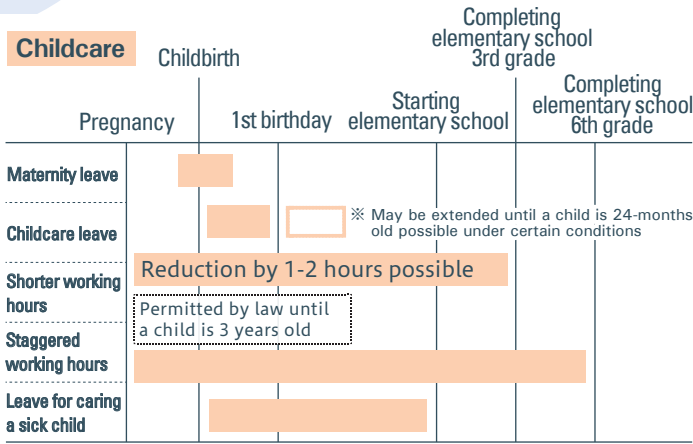 Childcare
Childbirth
Completing
elementary school
3rd grade
Pregnancy
1st birthday
Starting
elementary school
Completing
elementary school
6th grade
Maternity leave
Childcare leave
※ May be extended until a child is 24-months
old possible under certain conditions
Shorter working
hours
Reduction by 1-2 hours possible
Permitted by law until
a child is 3 years old
Staggered
working hours
Leave for caring
a sick child